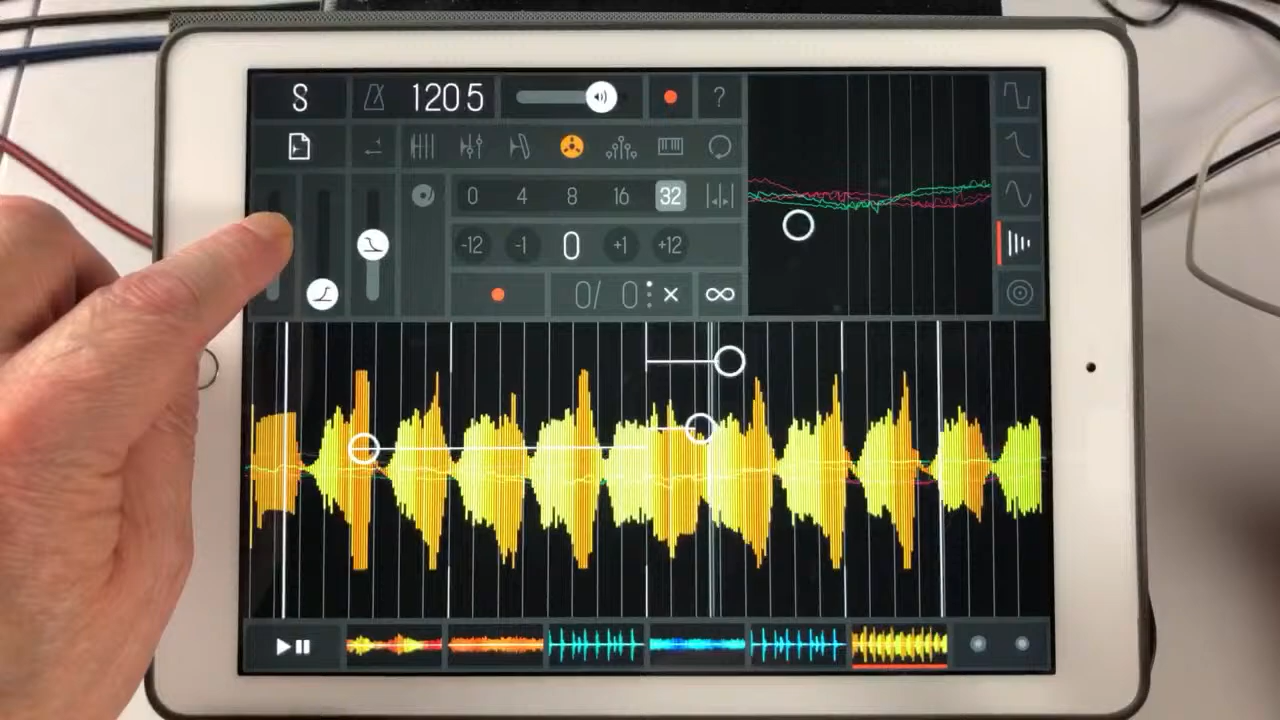 S 120 5 ?
0 4 8 16 32
-12 -1 0 +1 +12
0/ 0 × ∞